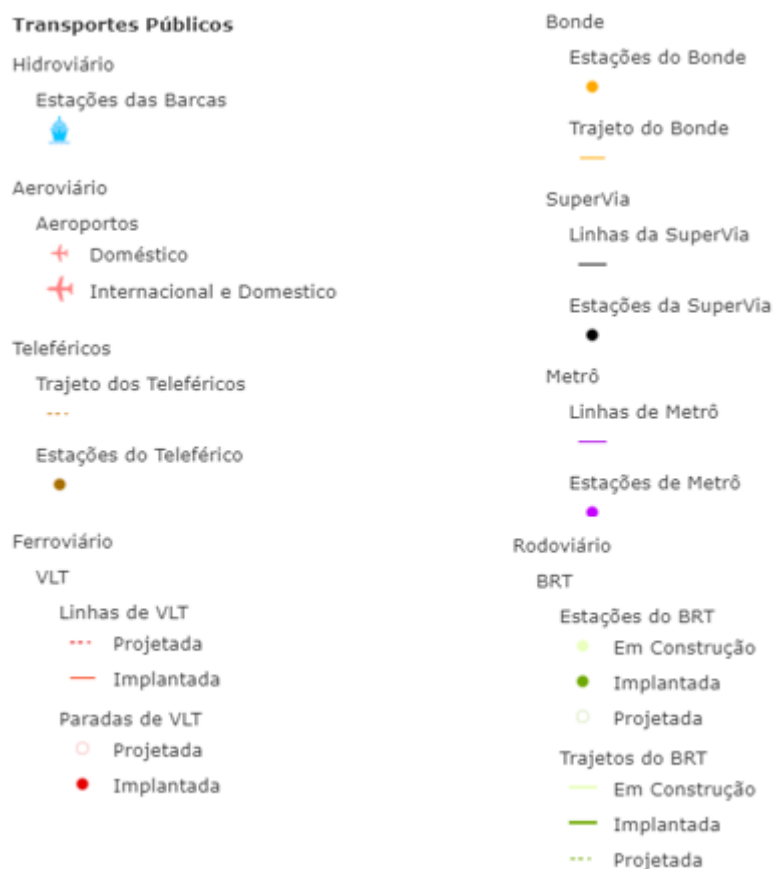 Transportes Públicos
Hidroviário
Estações das Barcas
Aeroviário
Aeroportos
Doméstico
Internacional e Domestico
Teleféricos
Trajeto dos Teleféricos
Estações do Teleférico
Ferroviário
VLT
Linhas de VLT
Projetada
Implantada
Paradas de VLT
Projetada
Implantada
Bonde
Estações do Bonde
Trajeto do Bonde
SuperVia
Linhas da SuperVia
Estações da SuperVia
Metrô
Linhas de Metrô
Estações de Metrô
Rodoviário
BRT
Estações do BRT
Em Construção
Implantada
Projetada
Trajetos do BRT
Em Construção
Implantada
Projetada